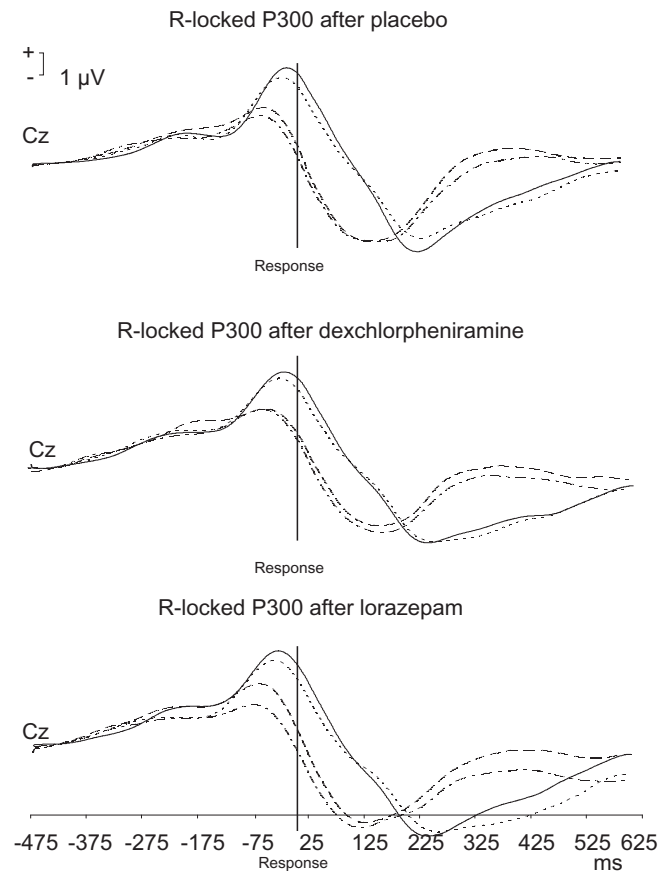 R-locked P300 after placebo
+
- 1 µV
Cz
Response
R-locked P300 after dexchlorpheniramine
Cz
Response
R-locked P300 after lorazepam
Cz
-475 -375 -275 -175 -75 25 125 225 325 425 525 625
Response ms